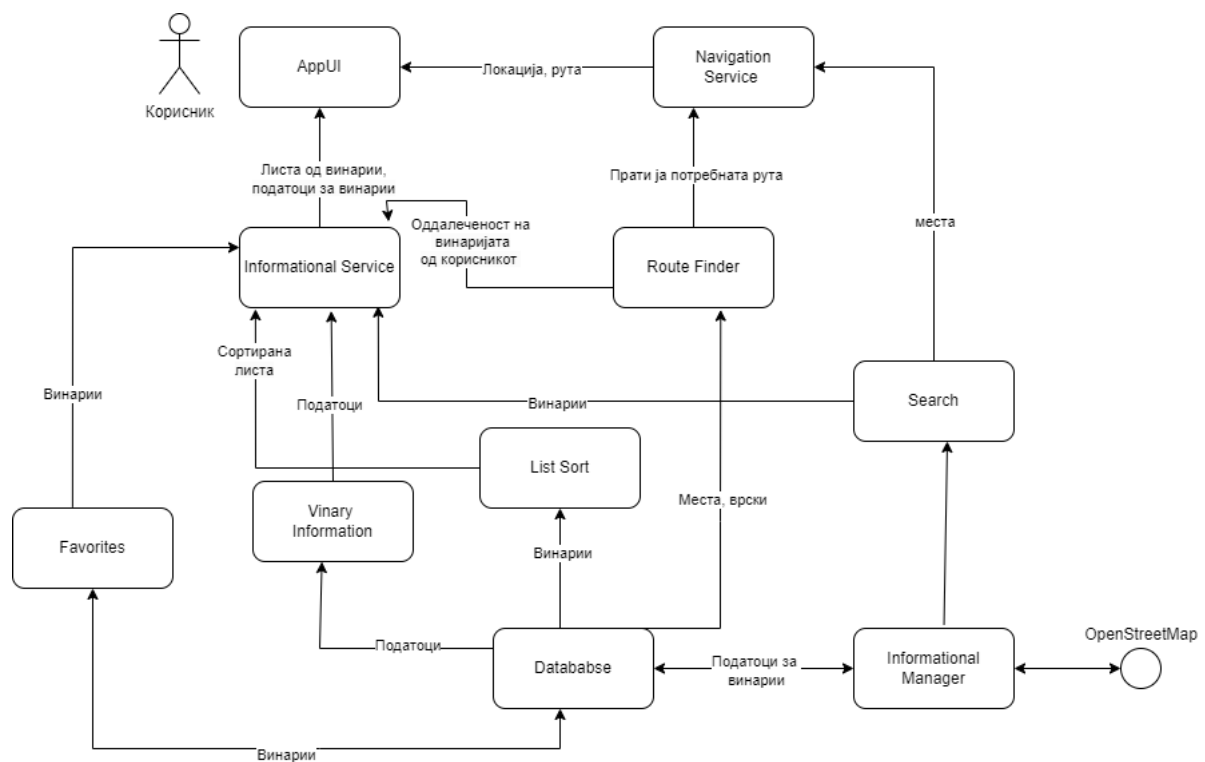 AppUI
Navigation
Service
Локација, рута
Корисник
Листа од винарии,
податоци за винарии
Прати ја потребната рута
Оддалеченост на
винаријата
од корисникот
места
Informational Service
Route Finder
Сортирана
листа
Винарии
Податоци
Винарии
Search
List Sort
Места, врски
Vinary
Information
Favorites
Винарии
Податоци
Datababse
Податоци за
винарии
Informational
Manager
OpenStreetMap
Винарии